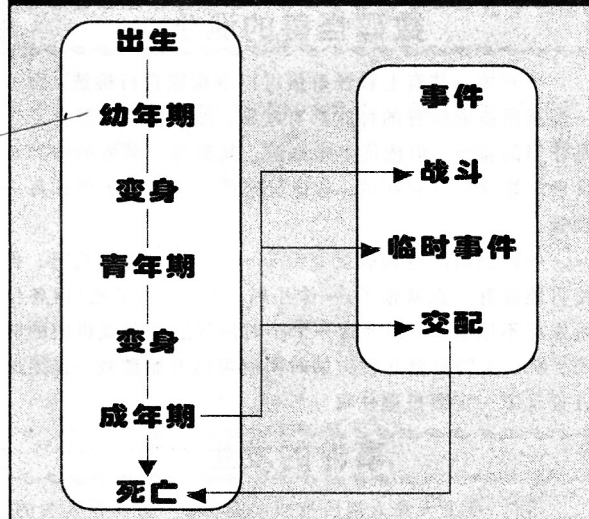 出生
幼年期
变身
青年期
变身
成年期
死亡
事件
战斗
临时事件
交配